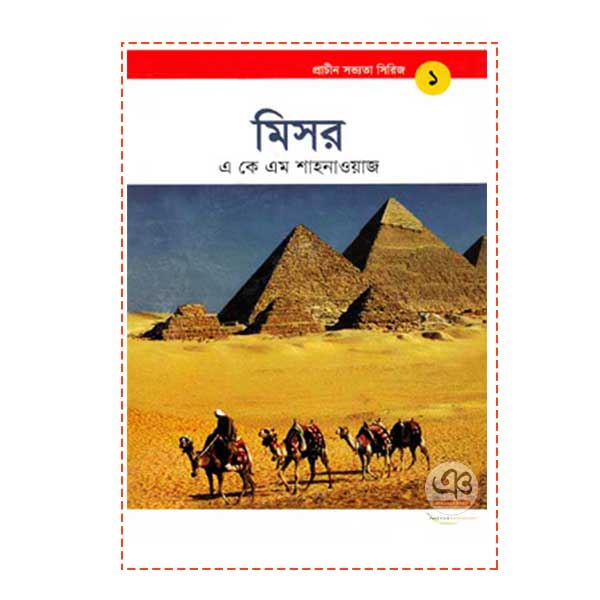 প্রাচীন সভ্যতা সিরিজ ১
মিসর
এ কে এম শাহনাওয়াজ